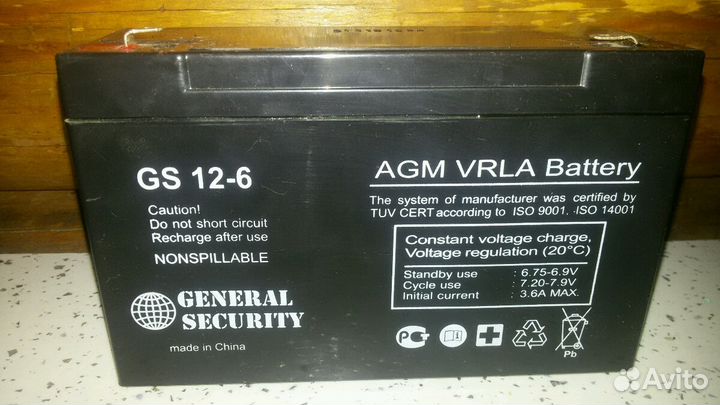 GS 12-6
Caution!
Do not short circuit
Recharge after use
NONSPILLABLE
GENERAL
SECURITY
made in China
AGM VRLA Battery
The system of manufacturer was certified by
TUV CERT according to ISO 9001. ISO 14001
Constant voltage charge,
Voltage regulation (20°C)
Standby use : 6.75-6.9V
Cycle use : 7.20-7.9V
Initial current : 3.6A MAX.
Pb
Avito